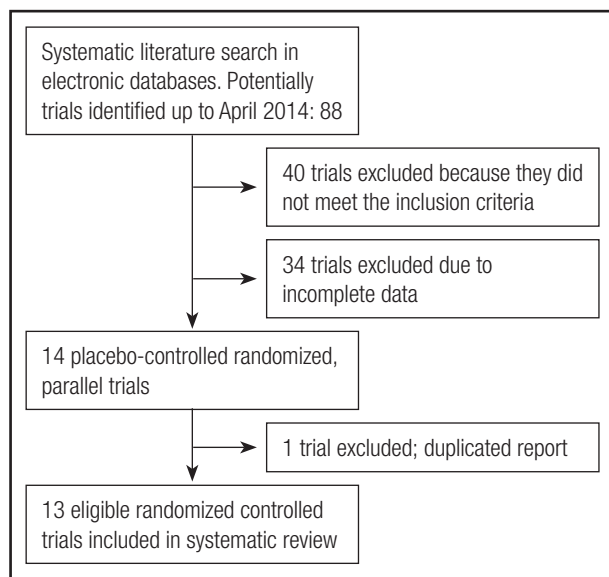 Systematic literature search in
electronic databases. Potentially
trials identified up to April 2014: 88
40 trials excluded because they did
not meet the inclusion criteria
34 trials excluded due to
incomplete data
14 placebo-controlled randomized,
parallel trials
1 trial excluded; duplicated report
13 eligible randomized controlled
trials included in systematic review